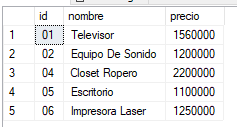 id nombre precio
1 01 Televisor 1560000
2 02 Equipo De Sonido 1200000
3 04 Closet Ropero 2200000
4 05 Escritorio 1100000
5 06 Impresora Laser 1250000